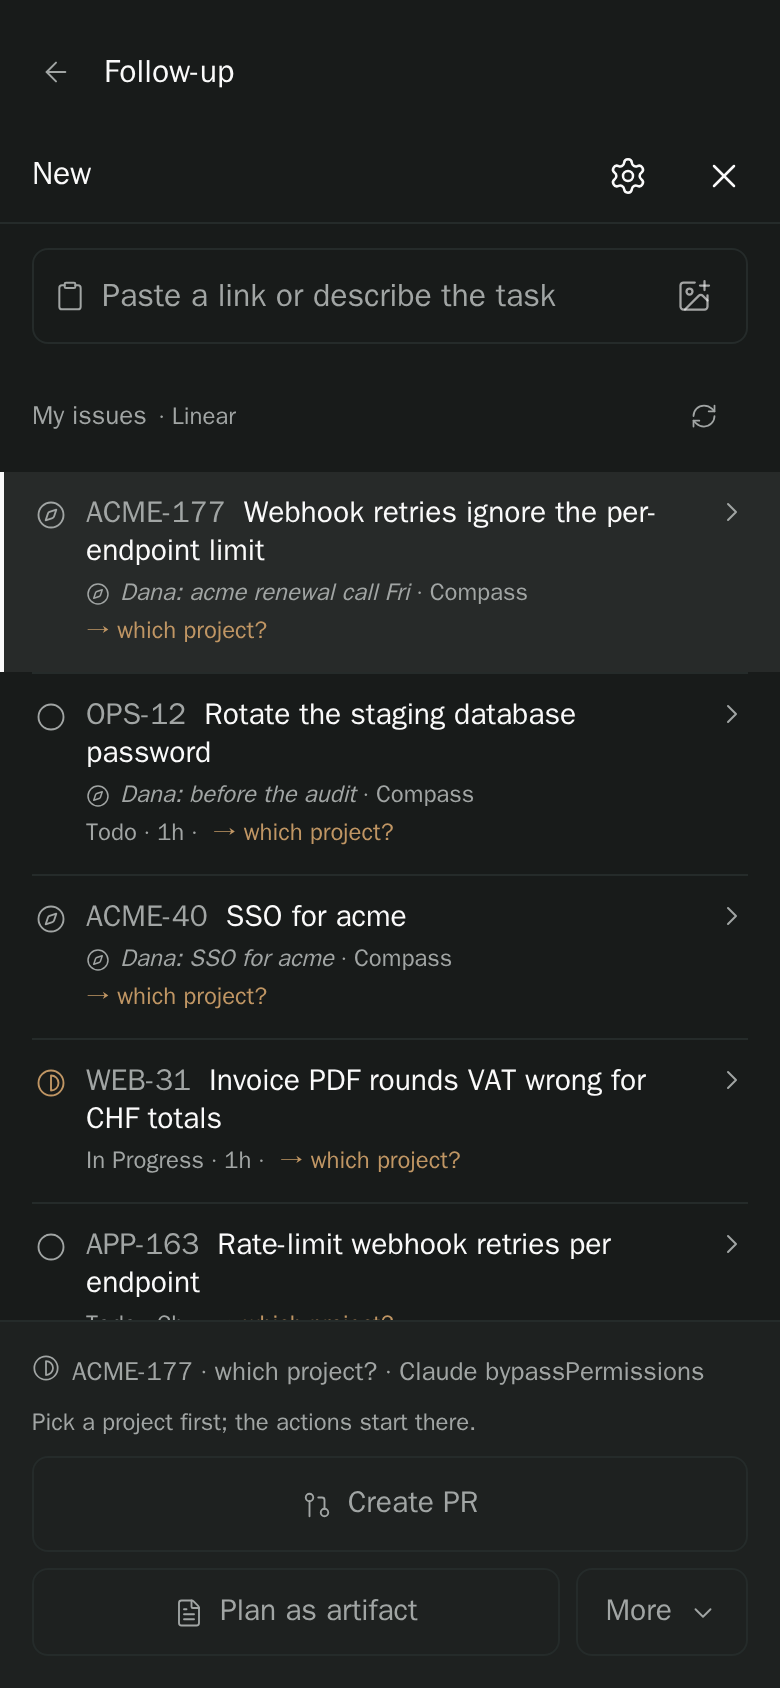 Follow-up
New
Paste a link or describe the task
My issues · Linear
ACME-177 Webhook retries ignore the per-
endpoint limit
Dana: acme renewal call Fri · Compass
→ which project?
OPS-12 Rotate the staging database
password
Dana: before the audit · Compass
Todo · 1h · → which project?
ACME-40 SSO for acme
Dana: SSO for acme · Compass
→ which project?
WEB-31 Invoice PDF rounds VAT wrong for
CHF totals
In Progress · 1h · → which project?
APP-163 Rate-limit webhook retries per
endpoint
ACME-177 · which project? · Claude bypassPermissions
Pick a project first; the actions start there.
Create PR
Plan as artifact
More